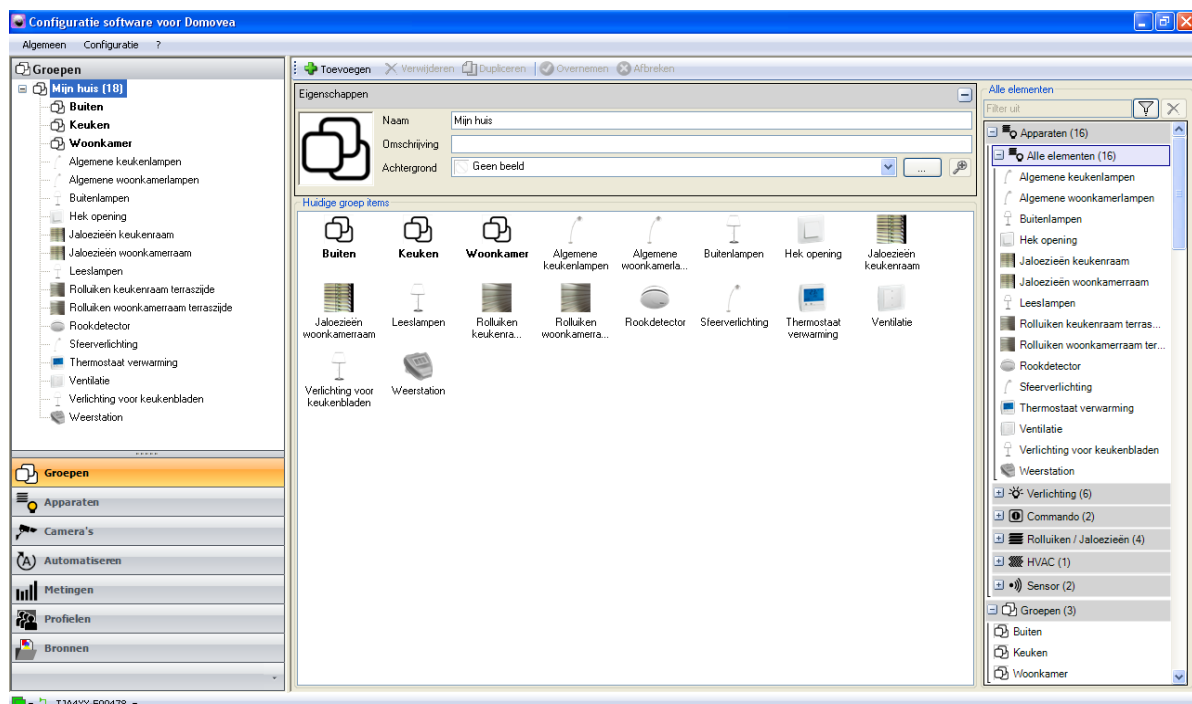 Configuratie software voor Domovea
Algemeen Configuratie ?
Groepen
Mijn huis (18)
Buiten
Keuken
Woonkamer
Algemene keukenlampen
Algemene woonkamerlampen
Buitenlampen
Hek opening
Jaloezieën keukenraam
Jaloezieën woonkamerraam
Leeslampen
Rolluiken keukenraam terraszijde
Rolluiken woonkamerraam terraszijde
Rookdetector
Sfeerverlichting
Thermostaat verwarming
Ventilatie
Verlichting voor keukenbladen
Weerstation
Groepen
Apparaten
Camera's
Automatiseren
Metingen
Profielen
Bronnen
Toevoegen Verwijderen Dupliceren Overnemen Afbreken
Eigenschappen
Naam Mijn huis
Omschrijving
Achtergrond Geen beeld ...
Huidige groep items
Buiten
Keuken
Woonkamer
Algemene
keukenlampen
Algemene
woonkamerla...
Buitenlampen
Hek opening
Jaloezieën
keukenraam
Jaloezieën
woonkamerraam
Leeslampen
Rolluiken
keukenra...
Rolluiken
woonkamerra...
Rookdetector
Sfeerverlichting
Thermostaat
verwarming
Ventilatie
Verlichting voor
keukenbladen
Weerstation
Alle elementen
Filter uit
Apparaten (16)
Alle elementen (16)
Algemene keukenlampen
Algemene woonkamerlampen
Buitenlampen
Hek opening
Jaloezieën keukenraam
Jaloezieën woonkamerraam
Leeslampen
Rolluiken keukenraam terras...
Rolluiken woonkamerraam ter...
Rookdetector
Sfeerverlichting
Thermostaat verwarming
Ventilatie
Verlichting voor keukenbladen
Weerstation
Verlichting (6)
Commando (2)
Rolluiken / Jaloezieën (4)
HVAC (1)
Sensor (2)
Groepen (3)
Buiten
Keuken
Woonkamer